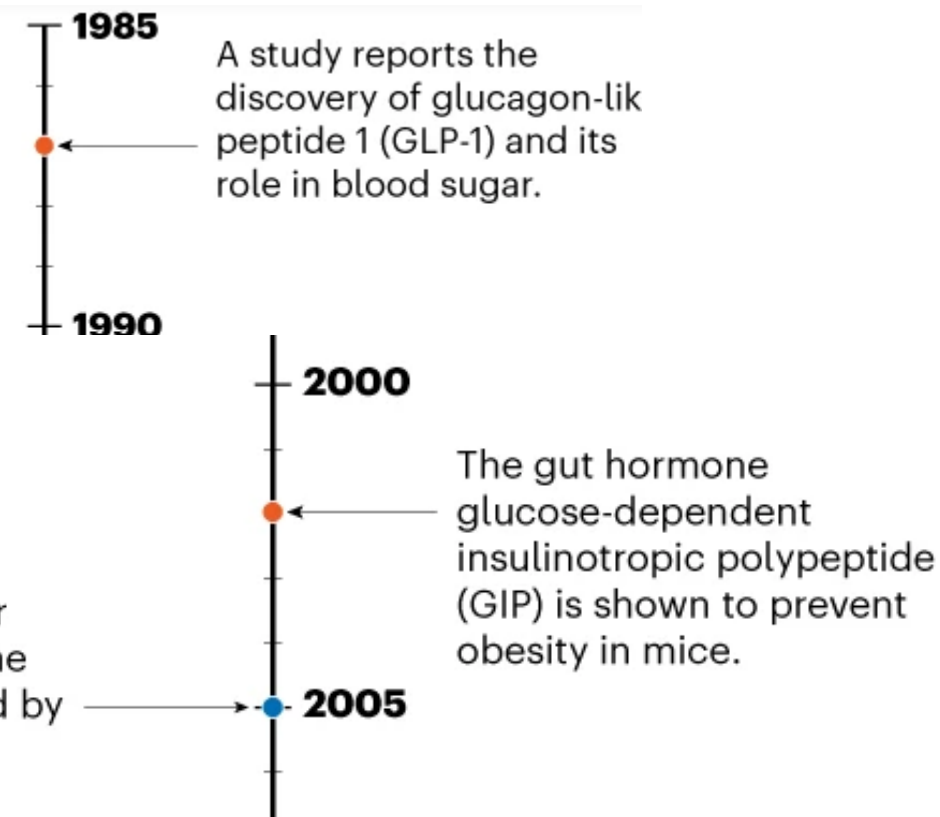 1985
A study reports the
discovery of glucagon-lik
peptide 1 (GLP-1) and its
role in blood sugar.
1990
2000
The gut hormone
glucose-dependent
insulinotropic polypeptide
(GIP) is shown to prevent
obesity in mice.
by
2005